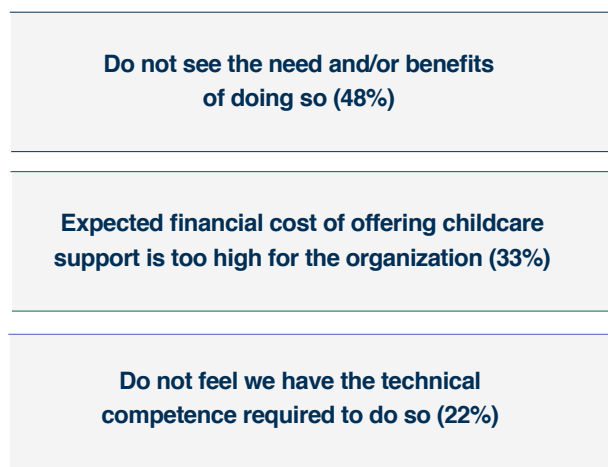 Do not see the need and/or benefits
of doing so (48%)
Expected financial cost of offering childcare
support is too high for the organization (33%)
Do not feel we have the technical
competence required to do so (22%)